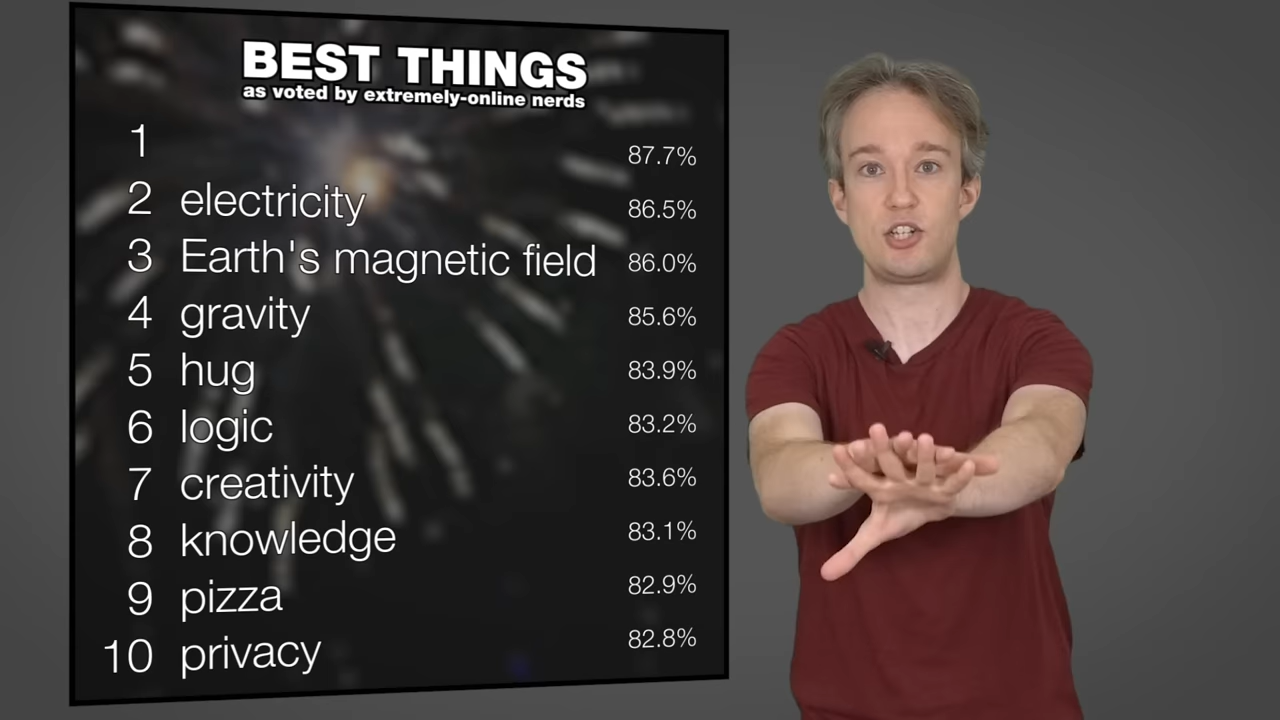 BEST THINGS
as voted by extremely-online nerds
1 87.7%
2 electricity 86.5%
3 Earth's magnetic field 86.0%
4 gravity 85.6%
5 hug 83.9%
6 logic 83.2%
7 creativity 83.6%
8 knowledge 83.1%
9 pizza 82.9%
10 privacy 82.8%